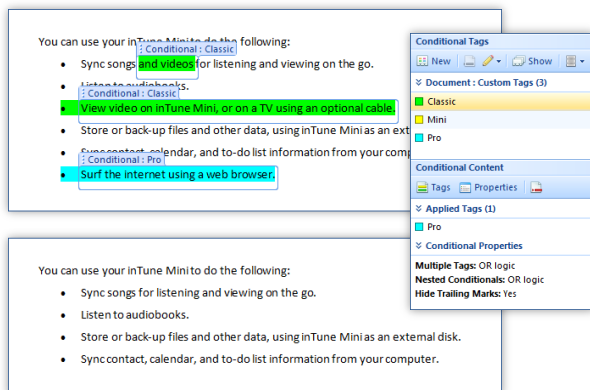 You can use your inTune Mini to do the following:
Conditional : Classic
• Sync songs and videos for listening and viewing on the go.
• Listen to audiobooks.
Conditional : Classic
• View video on inTune Mini, or on a TV using an optional cable.
• Store or back-up files and other data, using inTune Mini as an ext
• Sync contact, calendar, and to-do list information from your comp
Conditional : Pro
• Surf the internet using a web browser.
Conditional Tags
New Show
Document : Custom Tags (3)
Classic
Mini
Pro
Conditional Content
Tags Properties
Applied Tags (1)
Pro
Conditional Properties
Multiple Tags: OR logic
Nested Conditionals: OR logic
Hide Trailing Marks: Yes
You can use your inTune Mini to do the following:
• Sync songs for listening and viewing on the go.
• Listen to audiobooks.
• Store or back-up files and other data, using inTune Mini as an external disk.
• Sync contact, calendar, and to-do list information from your computer.